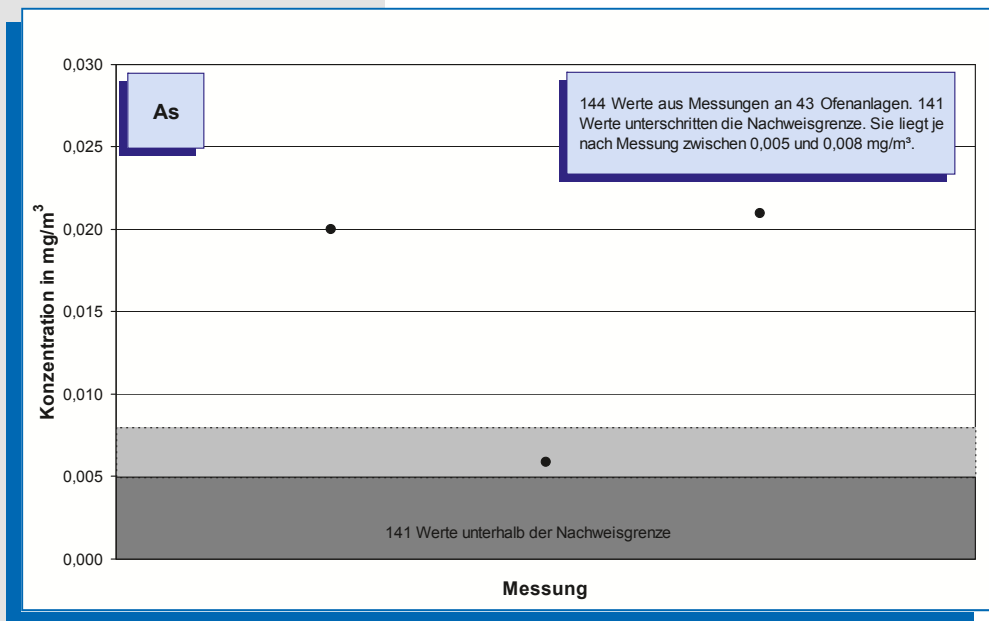 0,030
As
144 Werte aus Messungen an 43 Ofenanlagen. 141
Werte unterschritten die Nachweisgrenze. Sie liegt je
nach Messung zwischen 0,005 und 0,008 mg/m³.
0,025
0,020
0,015
0,010
0,005
0,000
Konzentration in mg/m³
141 Werte unterhalb der Nachweisgrenze
Messung